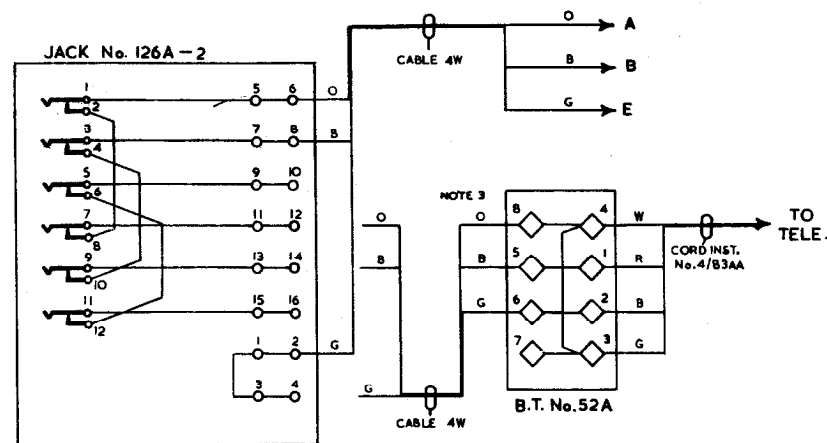 JACK No. 126A-2
O A
CABLE 4W
B B
G E
1 5 6 O
2
3 7 8 B
4
5 9 10
6
7 11 12
8
9 13 14
10
11 15 16
12
1 2 G
3 4
NOTE 3
O O 8 4 W
B B 5 1 R
G 6 2 B
7 3 G
G
CABLE 4W
B.T. No. 52A
CORD INST.
No. 4/B3AA
TO
TELE.